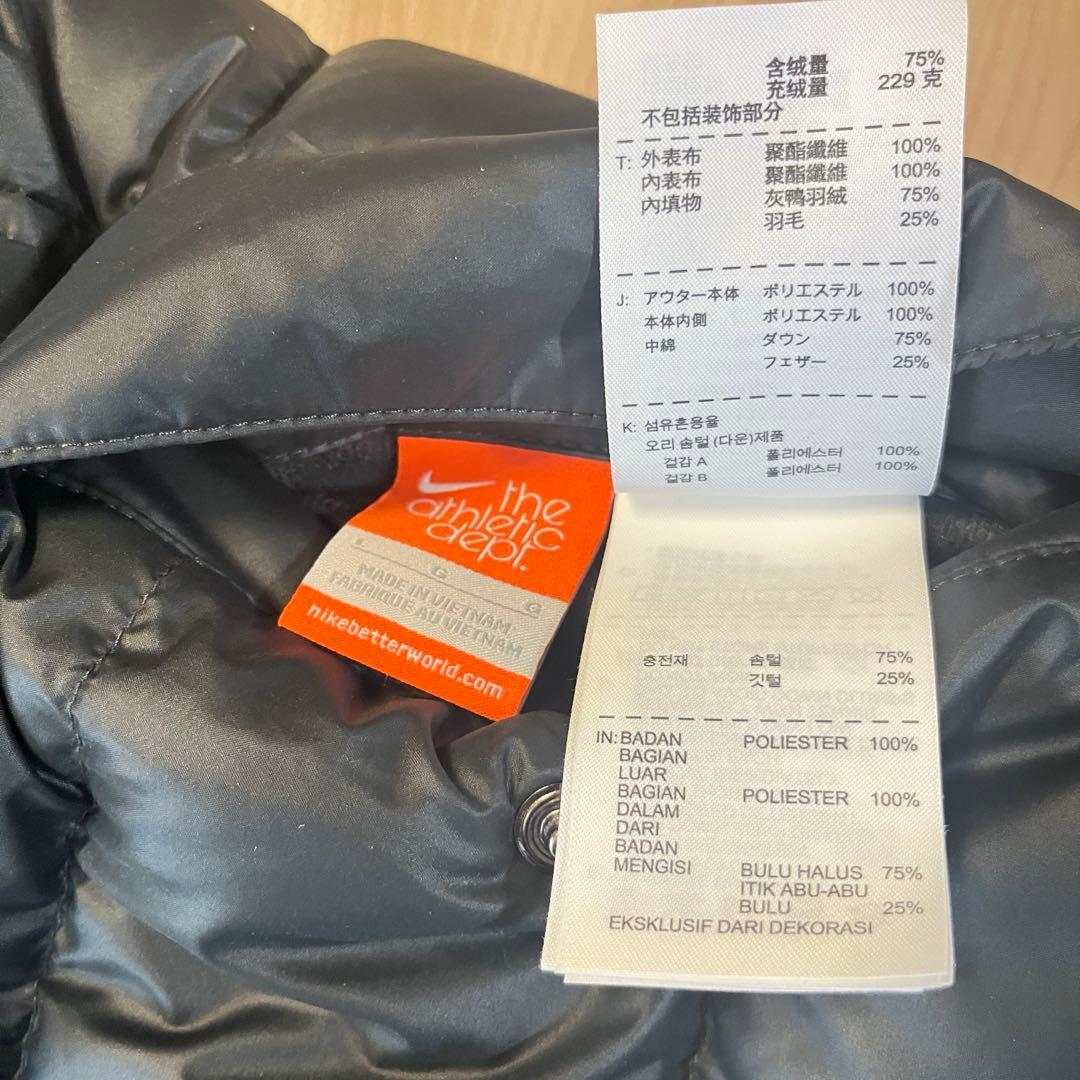 含绒量 75%
充绒量 229 克
不包括装饰部分
T: 外表布 聚酯纖維 100%
內表布 聚酯纖維 100%
內填物 灰鴨羽絨 75%
羽毛 25%
J: アウター本体 ポリエステル 100%
本体内側 ポリエステル 100%
中綿 ダウン 75%
フェザー 25%
K: 섬유혼용율
오리 솜털 (다운)제품
겉감 A 폴리에스터 100%
겉감 B 폴리에스터 100%
the
athletic
dept.
L G G
MADE IN VIETNAM
FABRIQUE AU VIETNAM
nikebetterworld.com
충전재 솜털 75%
깃털 25%
IN: BADAN POLIESTER 100%
BAGIAN
LUAR
BAGIAN POLIESTER 100%
DALAM
DARI
BADAN
MENGISI BULU HALUS 75%
ITIK ABU-ABU
BULU 25%
EKSKLUSIF DARI DEKORASI